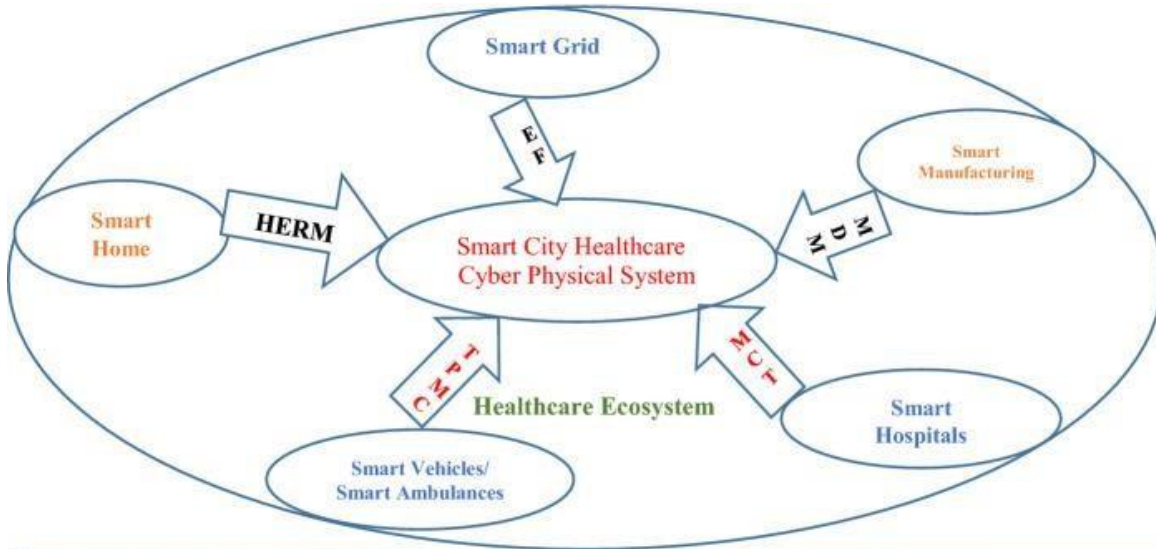 Smart Grid
EF
Smart
Manufacturing
MDM
Smart
Home
HERM
Smart City Healthcare
Cyber Physical System
TPMC
MCT
Healthcare Ecosystem
Smart
Hospitals
Smart Vehicles/
Smart Ambulances